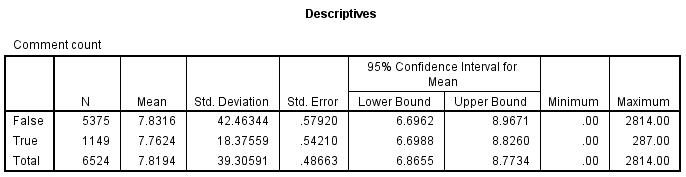 Descriptives
Comment count
95% Confidence Interval for
Mean
N Mean Std. Deviation Std. Error Lower Bound Upper Bound Minimum Maximum
False 5375 7.8316 42.46344 .57920 6.6962 8.9671 .00 2814.00
True 1149 7.7624 18.37559 .54210 6.6988 8.8260 .00 287.00
Total 6524 7.8194 39.30591 .48663 6.8655 8.7734 .00 2814.00